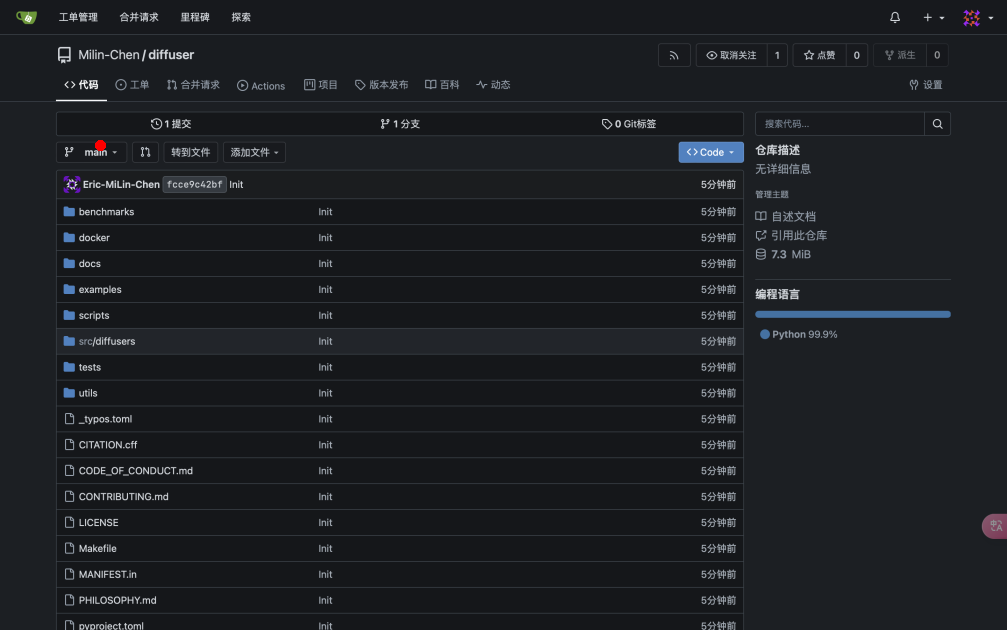 工单管理 合并请求 里程碑 探索
Milin-Chen / diffuser
取消关注 1 点赞 0 派生 0
代码 工单 合并请求 Actions 项目 版本发布 百科 动态 设置
1 提交 1 分支 0 Git标签
搜索代码...
main 转到文件 添加文件 Code
仓库描述
无详细信息
Eric-MiLin-Chen fcce9c42bf Init 5分钟前
管理主题
benchmarks Init 5分钟前
自述文档
docker Init 5分钟前
引用此仓库
docs Init 5分钟前
7.3 MiB
examples Init 5分钟前
编程语言
scripts Init 5分钟前
Python 99.9%
src/diffusers Init 5分钟前
tests Init 5分钟前
utils Init 5分钟前
_typos.toml Init 5分钟前
CITATION.cff Init 5分钟前
CODE_OF_CONDUCT.md Init 5分钟前
CONTRIBUTING.md Init 5分钟前
LICENSE Init 5分钟前
Makefile Init 5分钟前
MANIFEST.in Init 5分钟前
PHILOSOPHY.md Init 5分钟前
pyproject.toml Init 5分钟前